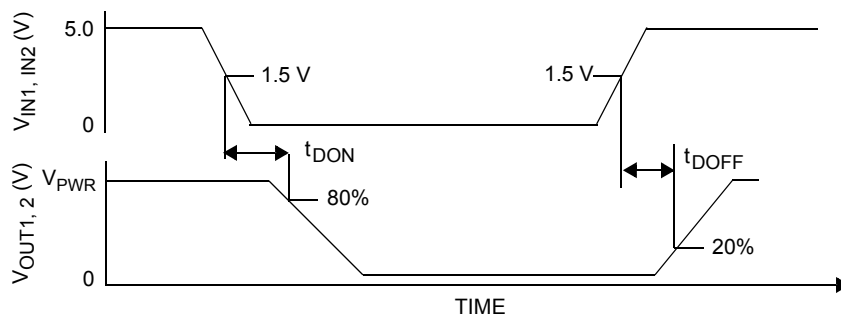 V_IN1, IN2 (V)
5.0
1.5 V
1.5 V
0
t_DON
t_DOFF
V_OUT1, 2 (V)
V_PWR
80%
20%
0
TIME